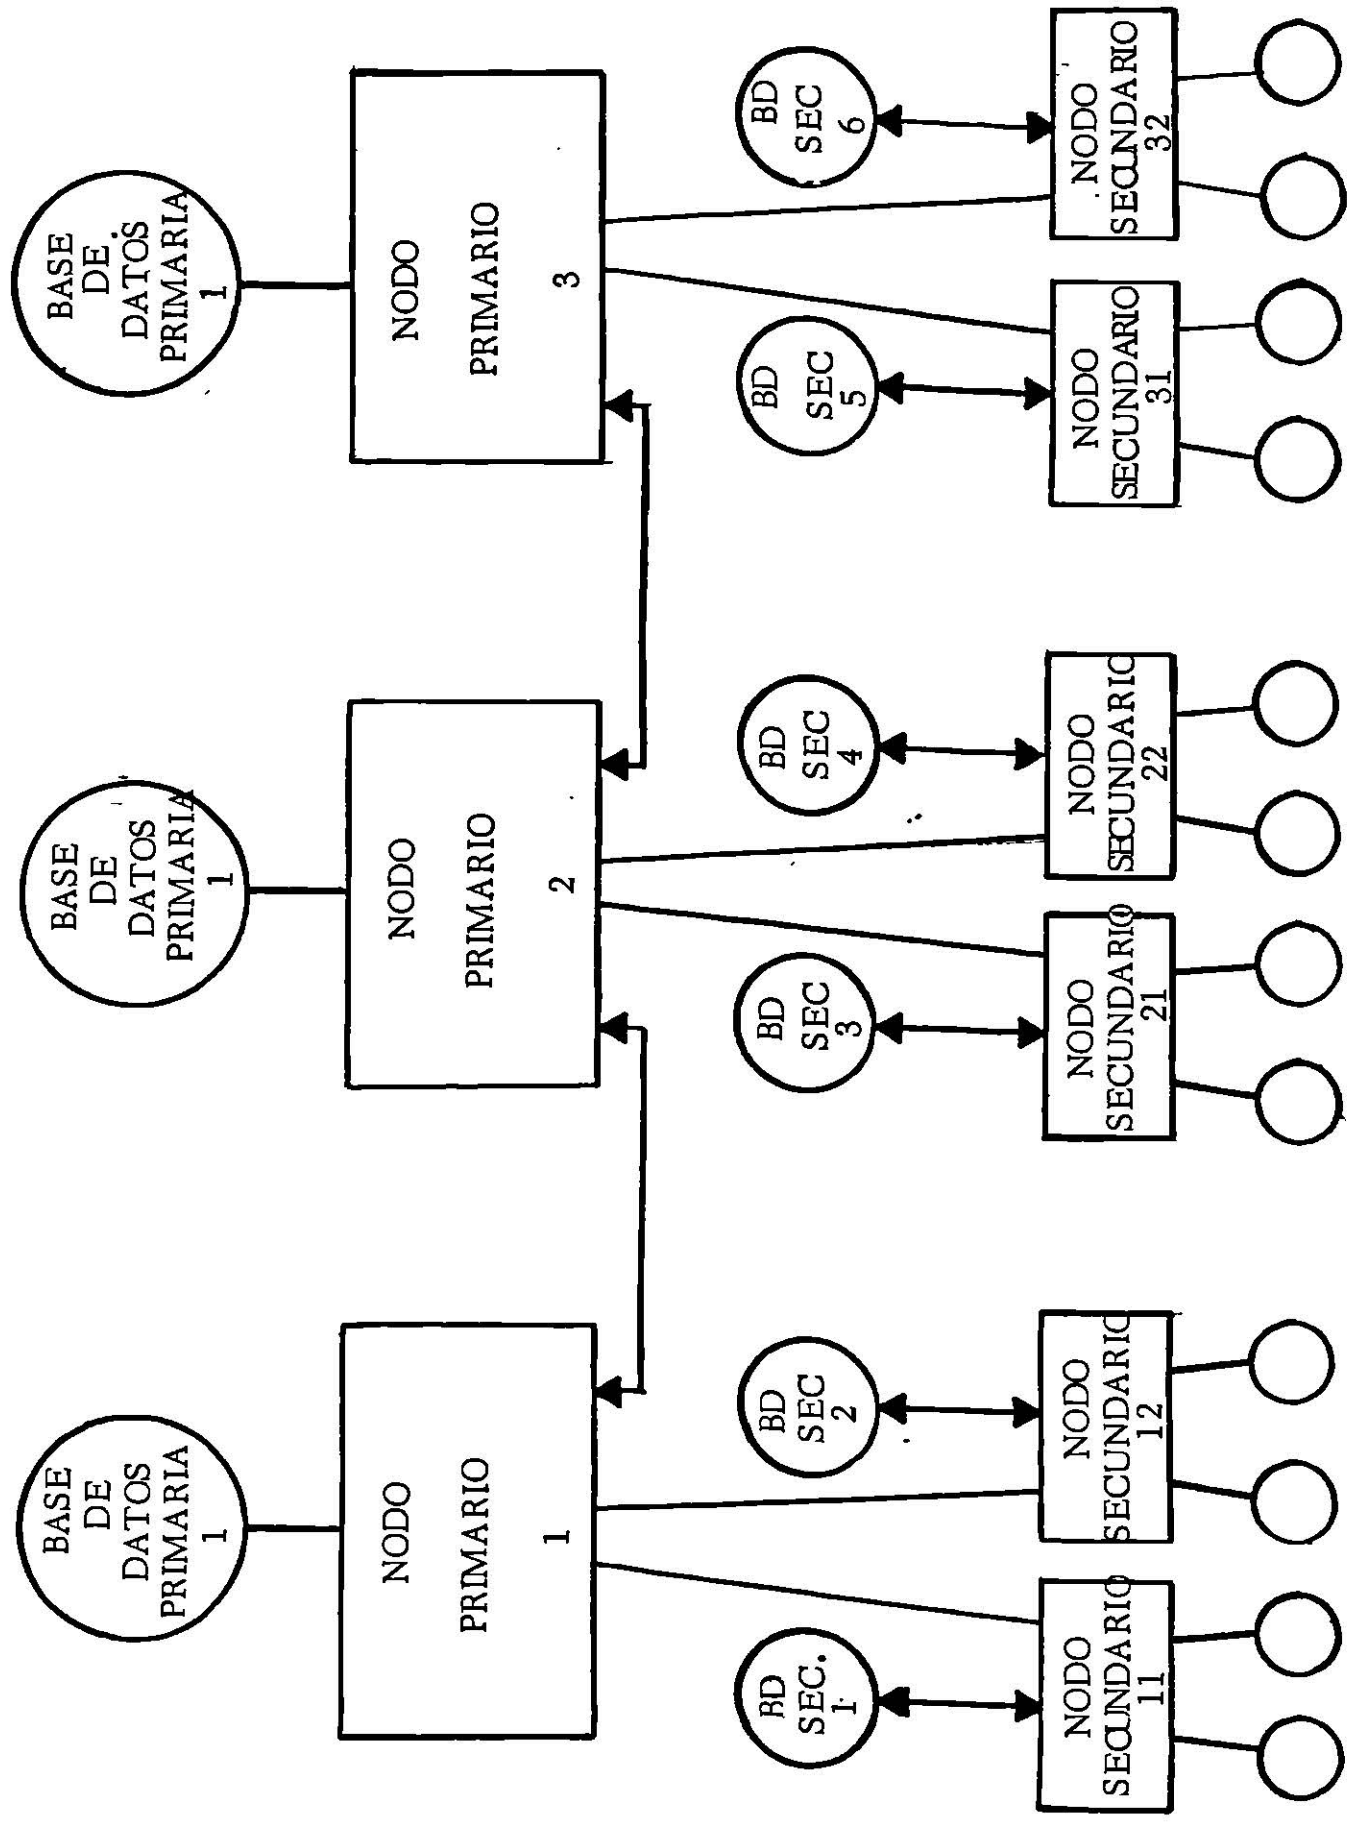 BASE
DE
DATOS
PRIMARIA
1
BASE
DE
DATOS
PRIMARIA
1
BASE
DE
DATOS
PRIMARIA
1
NODO
PRIMARIO
1
NODO
PRIMARIO
2
NODO
PRIMARIO
3
BD
SEC.
1
BD
SEC
2
BD
SEC
3
BD
SEC
4
BD
SEC
5
BD
SEC
6
NODO
SECUNDARIO
11
NODO
SECUNDARIO
12
NODO
SECUNDARIO
21
NODO
SECUNDARIO
22
NODO
SECUNDARIO
31
NODO
SECUNDARIO
32